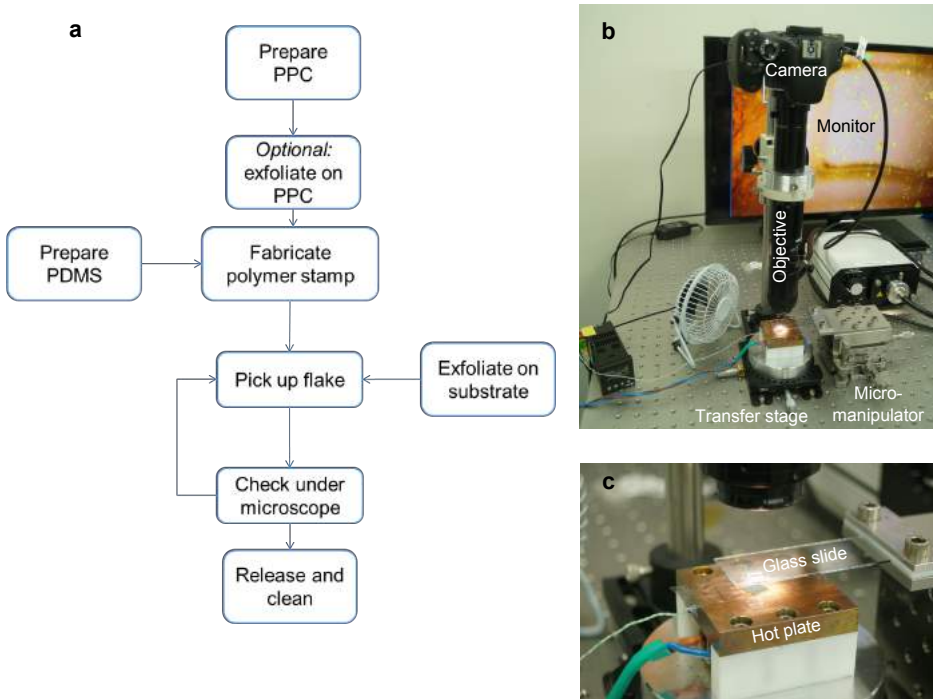 a
Prepare
PPC
Optional:
exfoliate on
PPC
Prepare
PDMS
Fabricate
polymer stamp
Pick up flake
Exfoliate on
substrate
Check under
microscope
Release and
clean
b
Camera
Monitor
Objective
Transfer stage
Micro-
manipulator
c
Glass slide
Hot plate